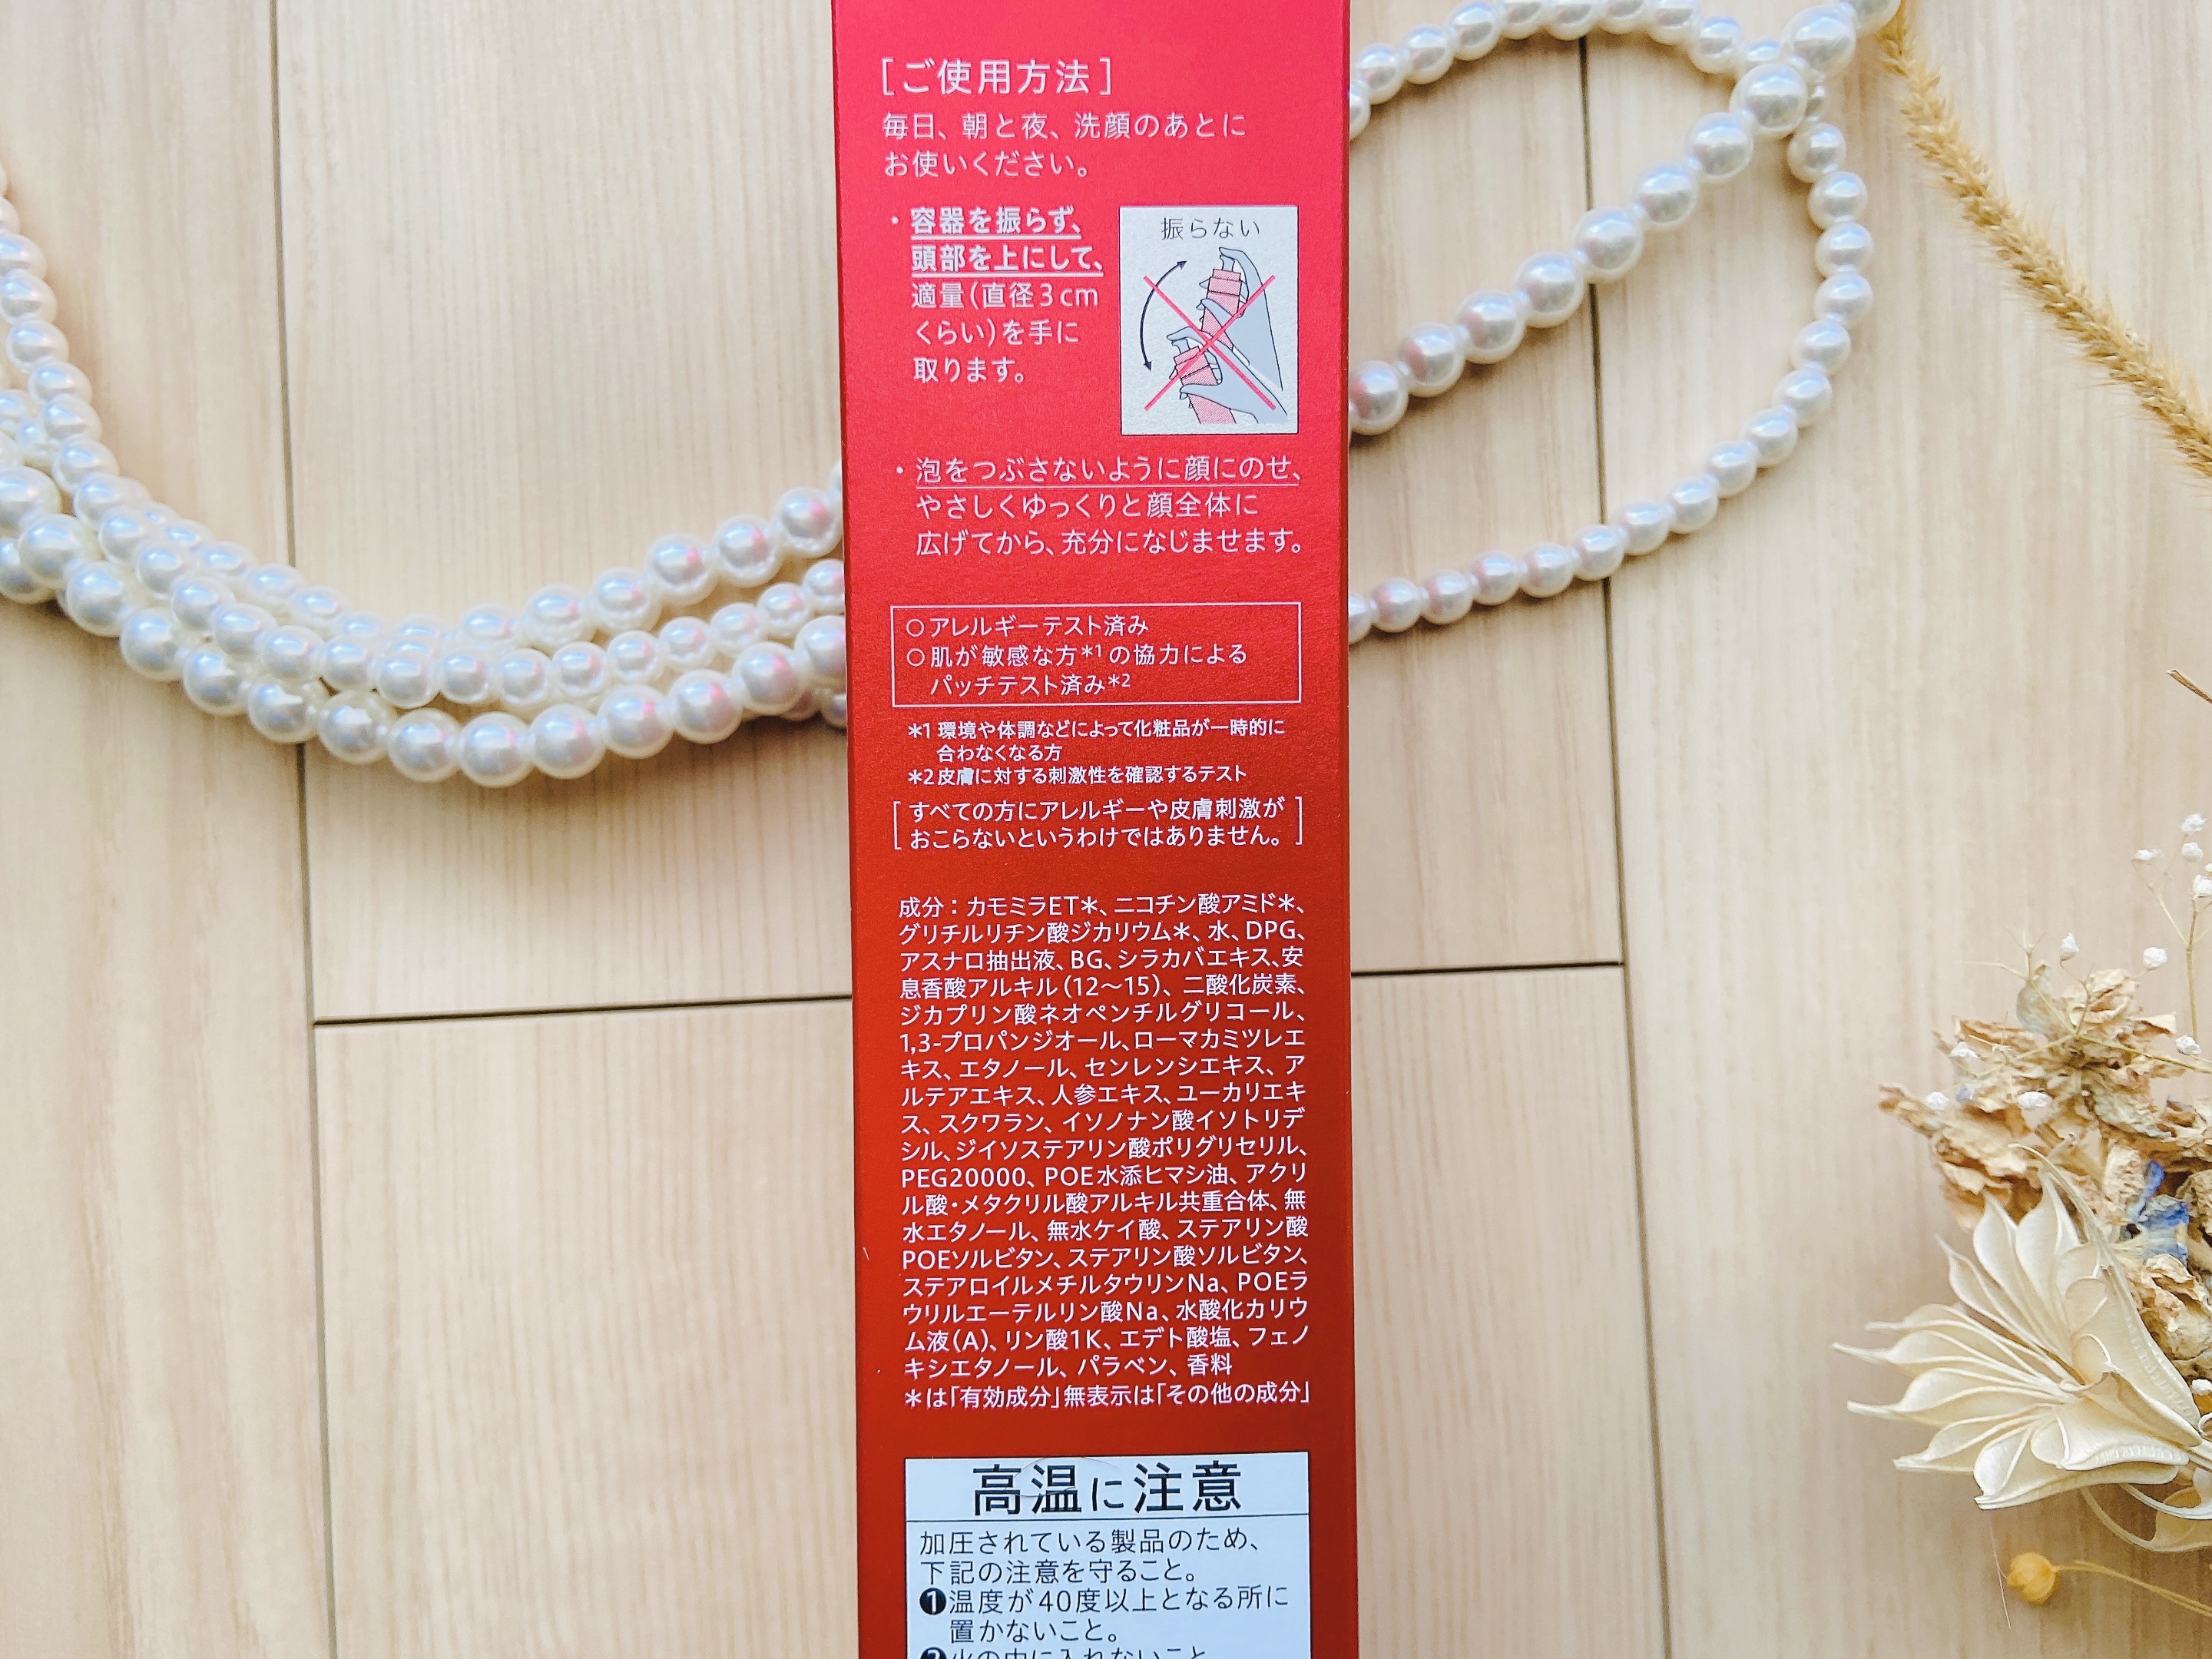 [ご使用方法]
毎日、朝と夜、洗顔のあとに
お使いください。
・容器を振らず、
頭部を上にして、
適量(直径3cm
くらい)を手に
取ります。
振らない
・泡をつぶさないように顔にのせ、
やさしくゆっくりと顔全体に
広げてから、充分になじませます。
○アレルギーテスト済み
○肌が敏感な方*1の協力による
パッチテスト済み*2
*1 環境や体調などによって化粧品が一時的に
合わなくなる方
*2 皮膚に対する刺激性を確認するテスト
[すべての方にアレルギーや皮膚刺激が
おこらないというわけではありません。]
成分：カモミラET*、ニコチン酸アミド*、
グリチルリチン酸ジカリウム*、水、DPG、
アスナロ抽出液、BG、シラカバエキス、安
息香酸アルキル(12～15)、二酸化炭素、
ジカプリン酸ネオペンチルグリコール、
1,3-プロパンジオール、ローマカミツレエ
キス、エタノール、センレンシエキス、ア
ルテアエキス、人参エキス、ユーカリエキ
ス、スクワラン、イソノナン酸イソトリデ
シル、ジイソステアリン酸ポリグリセリル、
PEG20000、POE水添ヒマシ油、アクリ
ル酸・メタクリル酸アルキル共重合体、無
水エタノール、無水ケイ酸、ステアリン酸
POEソルビタン、ステアリン酸ソルビタン、
ステアロイルメチルタウリンNa、POEラ
ウリルエーテルリン酸Na、水酸化カリウ
ム液(A)、リン酸1K、エデト酸塩、フェノ
キシエタノール、パラベン、香料
*は「有効成分」無表示は「その他の成分」
高温に注意
加圧されている製品のため、
下記の注意を守ること。
❶温度が40度以上となる所に
置かないこと。
❷火の中に入れないこと